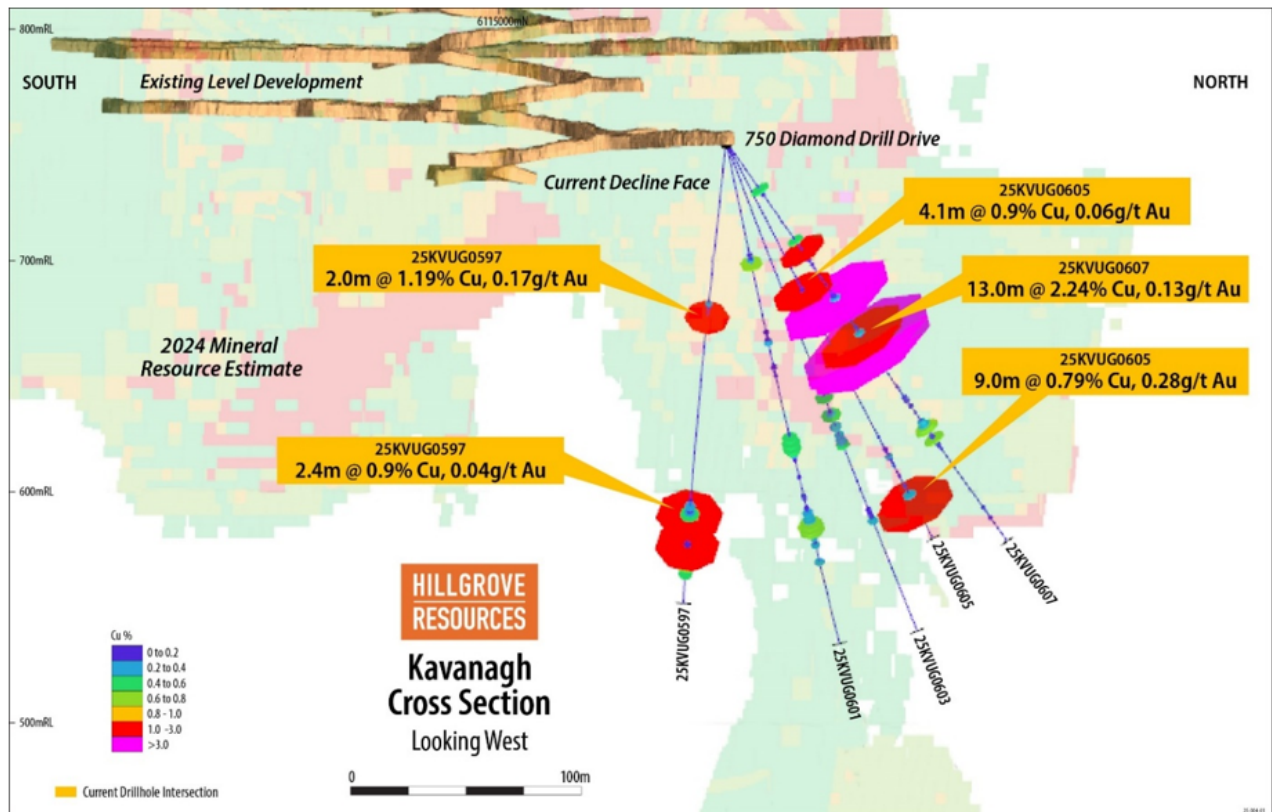 800mRL
6115000mN
SOUTH
Existing Level Development
NORTH
750 Diamond Drill Drive
Current Decline Face
25KVUG0605
4.1m @ 0.9% Cu, 0.06g/t Au
700mRL
25KVUG0597
2.0m @ 1.19% Cu, 0.17g/t Au
25KVUG0607
13.0m @ 2.24% Cu, 0.13g/t Au
2024 Mineral
Resource Estimate
25KVUG0605
9.0m @ 0.79% Cu, 0.28g/t Au
25KVUG0597
2.4m @ 0.9% Cu, 0.04g/t Au
600mRL
25KVUG0597
25KVUG0601
25KVUG0603
25KVUG0605
25KVUG0607
HILLGROVE
RESOURCES
Kavanagh
Cross Section
Looking West
Cu %
0 to 0.2
0.2 to 0.4
0.4 to 0.6
0.6 to 0.8
0.8 - 1.0
1.0 -3.0
>3.0
500mRL
0 100m
Current Drillhole Intersection